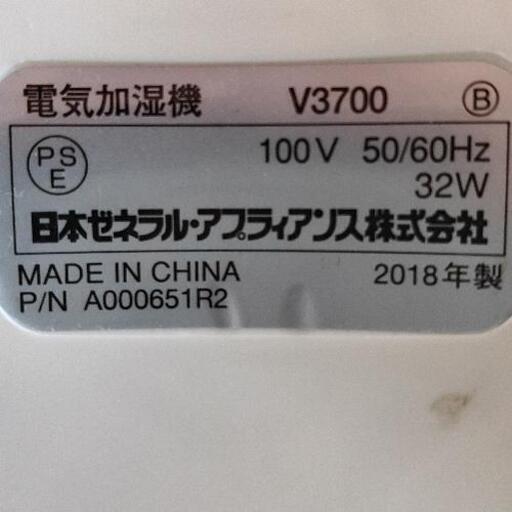 電気加湿機 V3700 Ⓑ
PS
E
100V 50/60Hz
32W
日本ゼネラル・アプライアンス株式会社
MADE IN CHINA 2018年製
P/N A000651R2